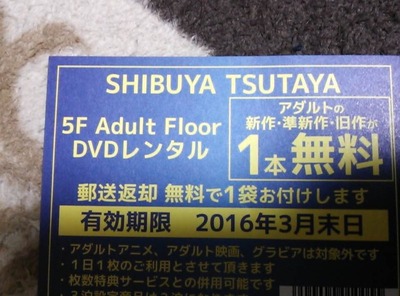 SHIBUYA TSUTAYA
5F Adult Floor
DVDレンタル
アダルトの
新作・準新作・旧作が
1本無料
郵送返却 無料で1袋お付けします
有効期限 2016年3月末日
・アダルトアニメ、アダルト映画、グラビアは対象外です
・1日1枚のご利用とさせて頂きます
枚数特典サービスとの併用可能です